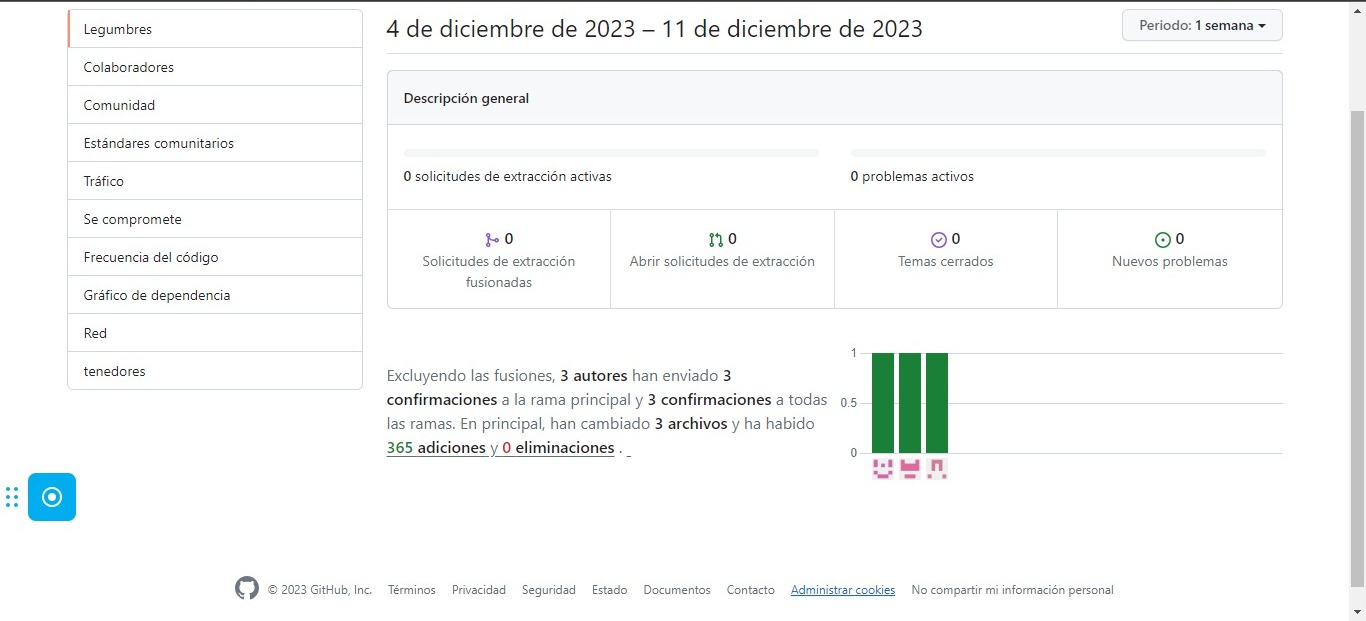 Legumbres
Colaboradores
Comunidad
Estándares comunitarios
Tráfico
Se compromete
Frecuencia del código
Gráfico de dependencia
Red
tenedores
4 de diciembre de 2023 – 11 de diciembre de 2023
Periodo: 1 semana
Descripción general
0 solicitudes de extracción activas
0 problemas activos
0
Solicitudes de extracción
fusionadas
0
Abrir solicitudes de extracción
0
Temas cerrados
0
Nuevos problemas
Excluyendo las fusiones, 3 autores han enviado 3
confirmaciones a la rama principal y 3 confirmaciones a todas
las ramas. En principal, han cambiado 3 archivos y ha habido
365 adiciones y 0 eliminaciones .
1
0.5
0
© 2023 GitHub, Inc. Términos Privacidad Seguridad Estado Documentos Contacto Administrar cookies No compartir mi información personal